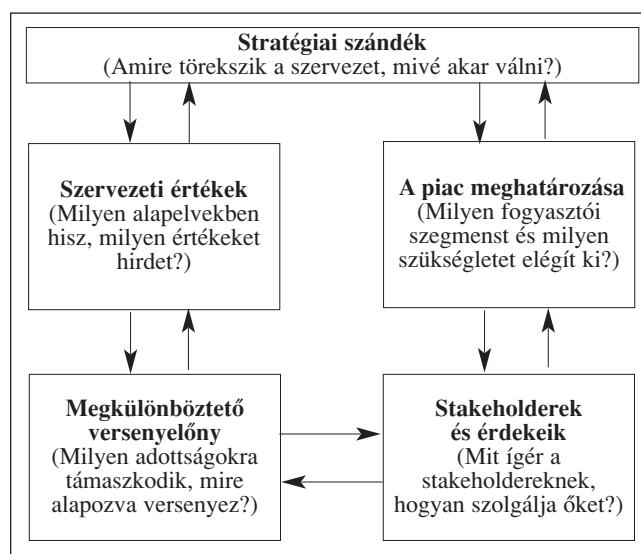 Stratégiai szándék
(Amire törekszik a szervezet, mivé akar válni?)
Szervezeti értékek
(Milyen alapelvekben
hisz, milyen értékeket
hirdet?)
A piac meghatározása
(Milyen fogyasztói
szegmenst és milyen
szükségletet elégít ki?)
Megkülönböztető
versenyelőny
(Milyen adottságokra
támaszkodik, mire
alapozva versenyez?)
Stakeholderek
és érdekeik
(Mit ígér a
stakeholdereknek,
hogyan szolgálja őket?)